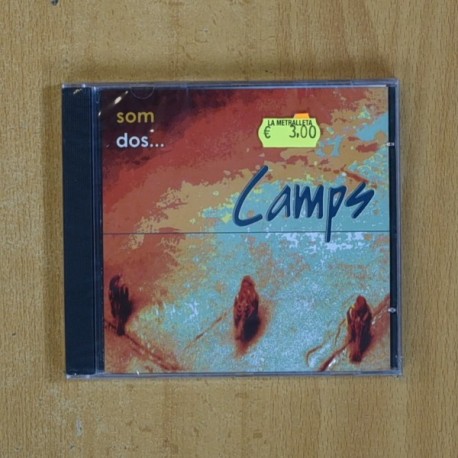 som
dos...
LA METRALLETA
€ 3,00
Camps